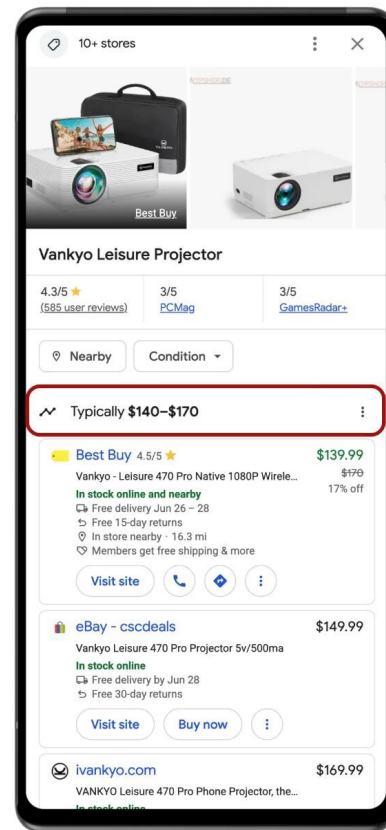 10+ stores
Best Buy
Vankyo Leisure Projector
4.3/5 3/5 3/5
(585 user reviews) PCMag GamesRadar+
Nearby Condition
Typically $140–$170
Best Buy 4.5/5 $139.99
Vankyo - Leisure 470 Pro Native 1080P Wirele... $170
In stock online and nearby 17% off
Free delivery Jun 26 – 28
Free 15-day returns
In store nearby · 16.3 mi
Members get free shipping & more
Visit site
eBay - cscdeals $149.99
Vankyo Leisure 470 Pro Projector 5v/500ma
In stock online
Free delivery by Jun 28
Free 30-day returns
Visit site Buy now
ivankyo.com $169.99
VANKYO Leisure 470 Pro Phone Projector, the...
In stock online